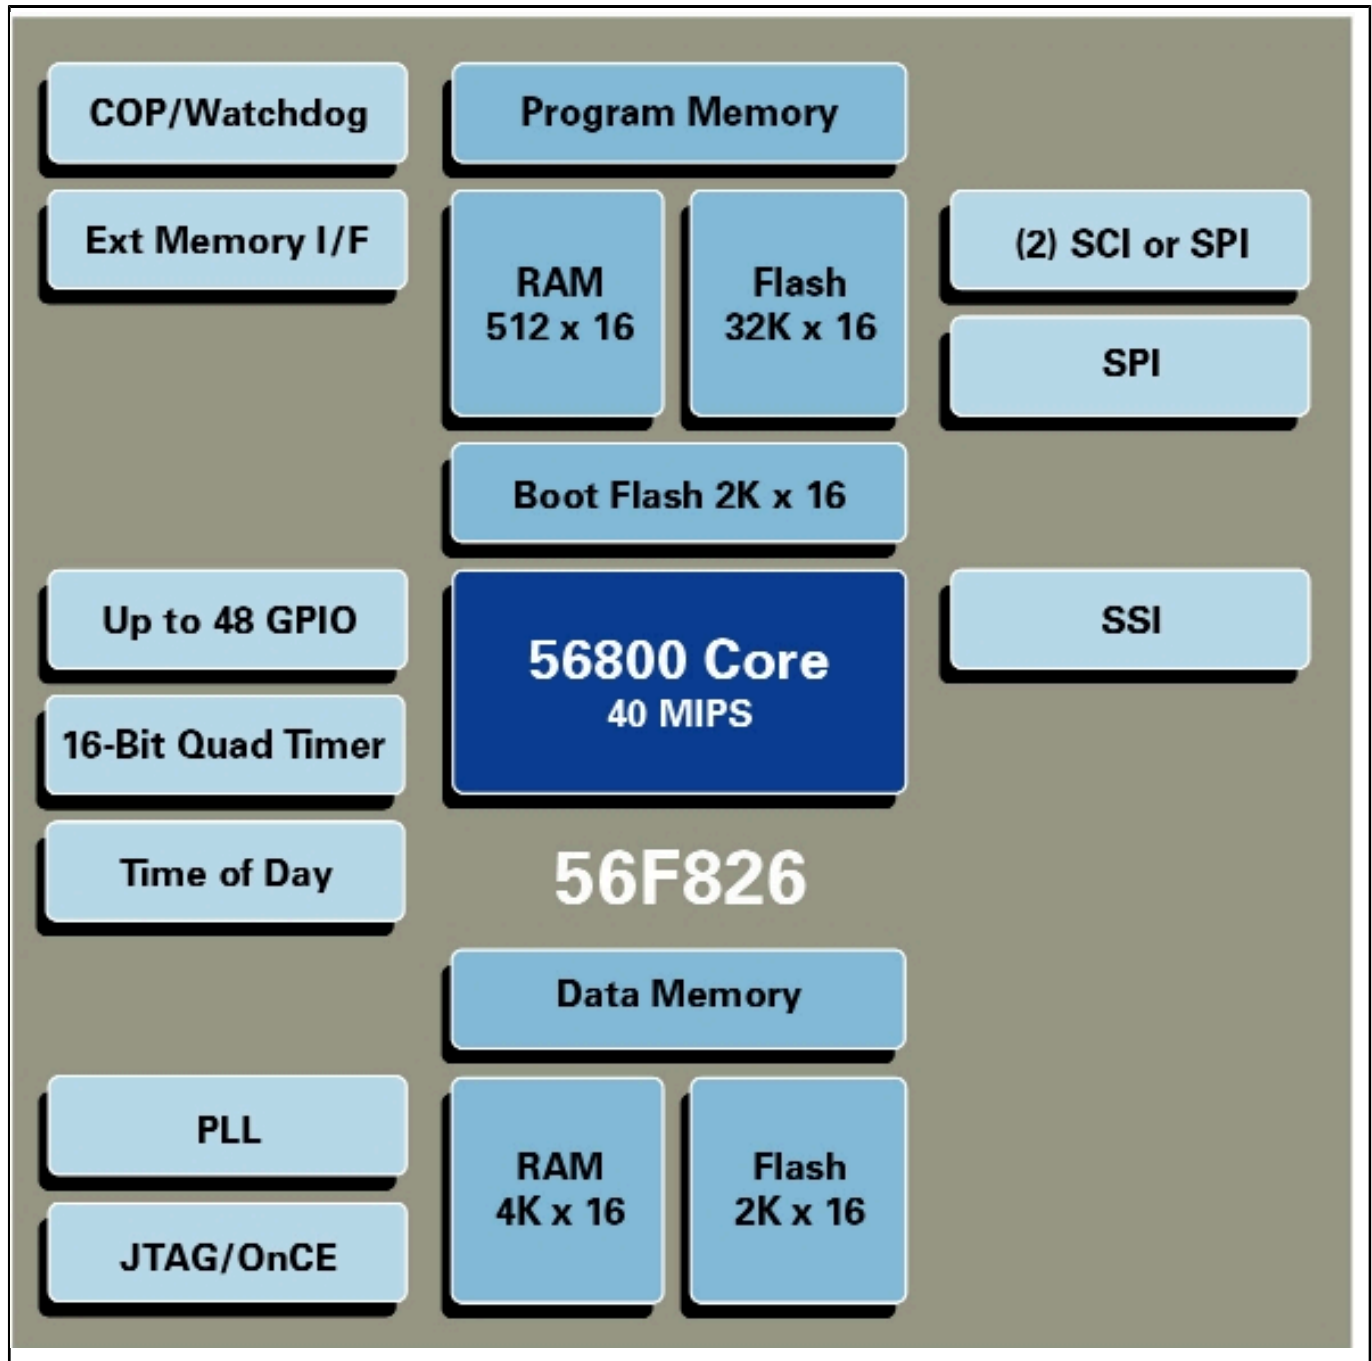 COP/Watchdog
Ext Memory I/F
Up to 48 GPIO
16-Bit Quad Timer
Time of Day
PLL
JTAG/OnCE
Program Memory
RAM
512 x 16
Flash
32K x 16
Boot Flash 2K x 16
56800 Core
40 MIPS
56F826
Data Memory
RAM
4K x 16
Flash
2K x 16
(2) SCI or SPI
SPI
SSI